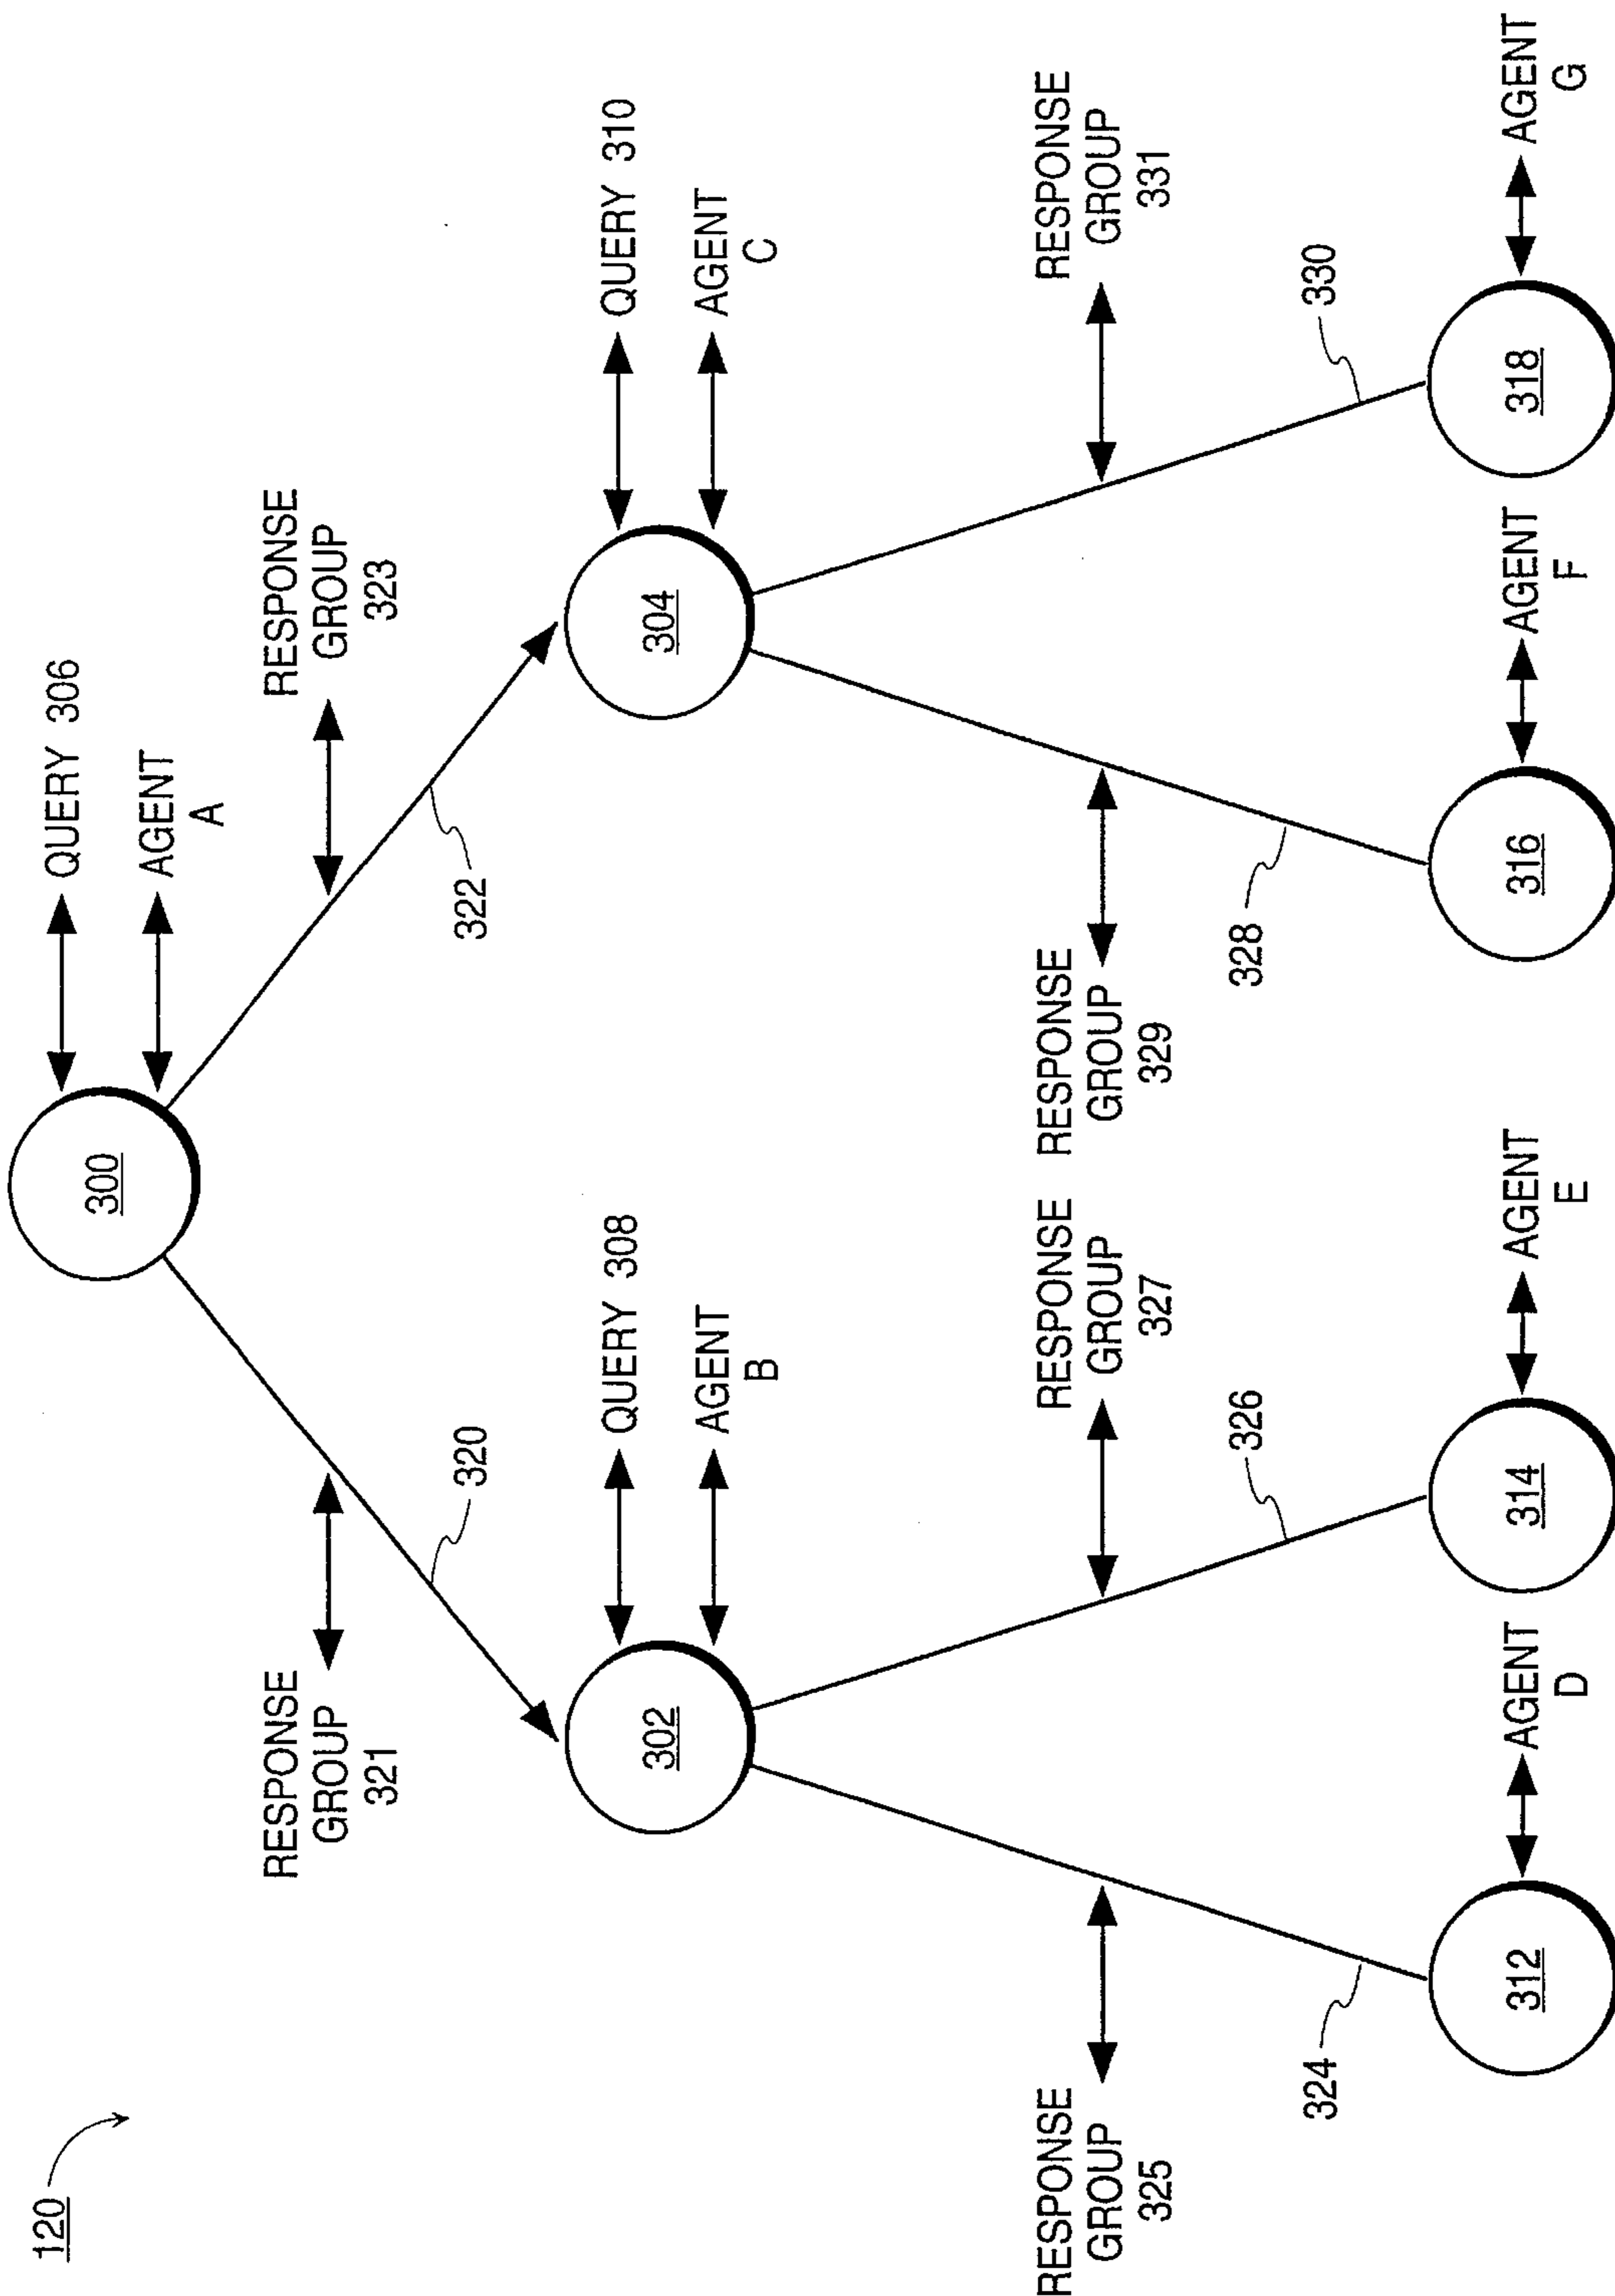 120
300
QUERY 306
AGENT
A
RESPONSE
GROUP
321
320
RESPONSE
GROUP
323
322
302
QUERY 308
AGENT
B
304
QUERY 310
AGENT
C
RESPONSE
GROUP
325
324
RESPONSE
GROUP
327
326
RESPONSE
GROUP
329
328
RESPONSE
GROUP
331
330
312
AGENT
D
314
AGENT
E
316
AGENT
F
318
AGENT
G